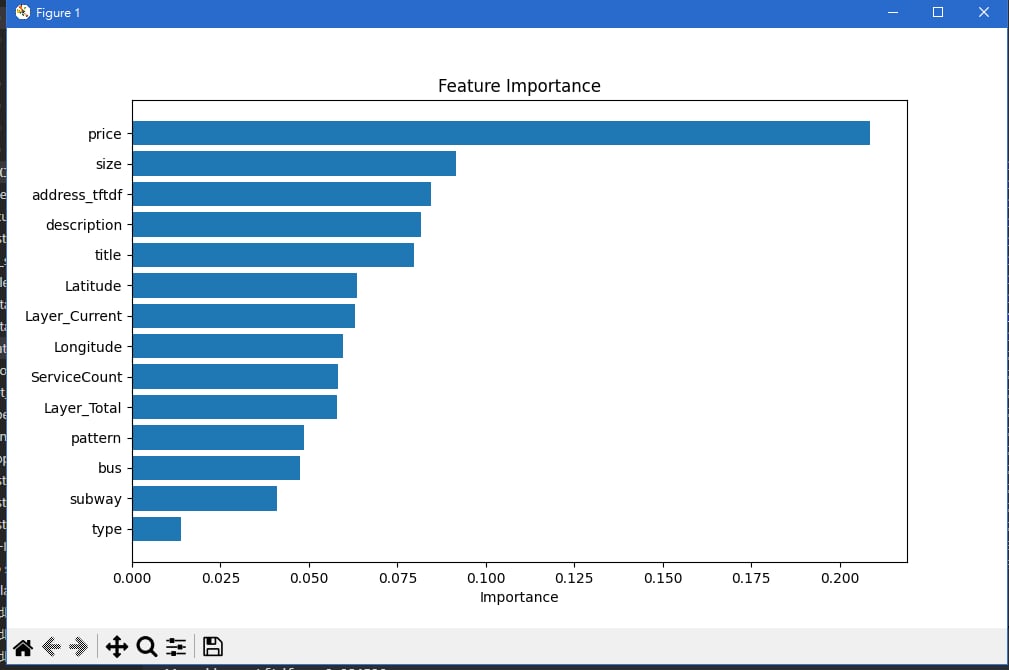 Figure 1
Feature Importance
price
size
address_tftdf
description
title
Latitude
Layer_Current
Longitude
ServiceCount
Layer_Total
pattern
bus
subway
type
0.000 0.025 0.050 0.075 0.100 0.125 0.150 0.175 0.200
Importance